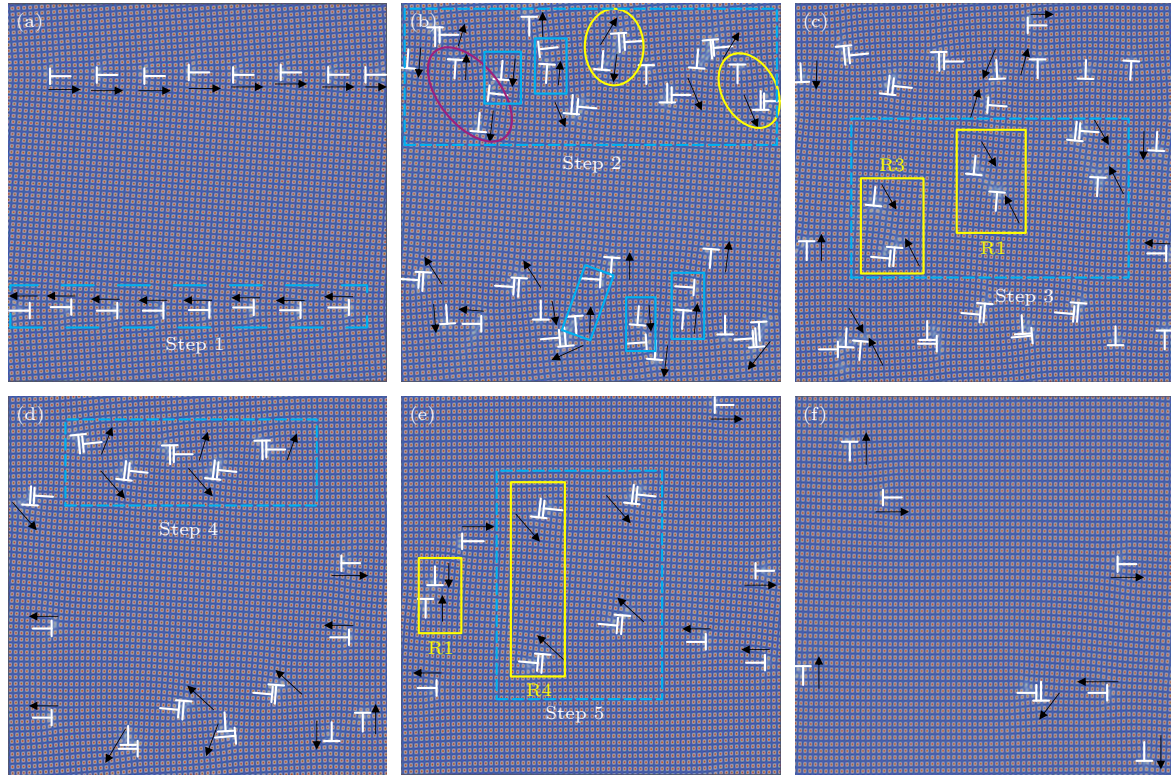 (a)
Step 1
(b)
Step 2
(c)
R3
R1
Step 3
(d)
Step 4
(e)
R1
R4
Step 5
(f)